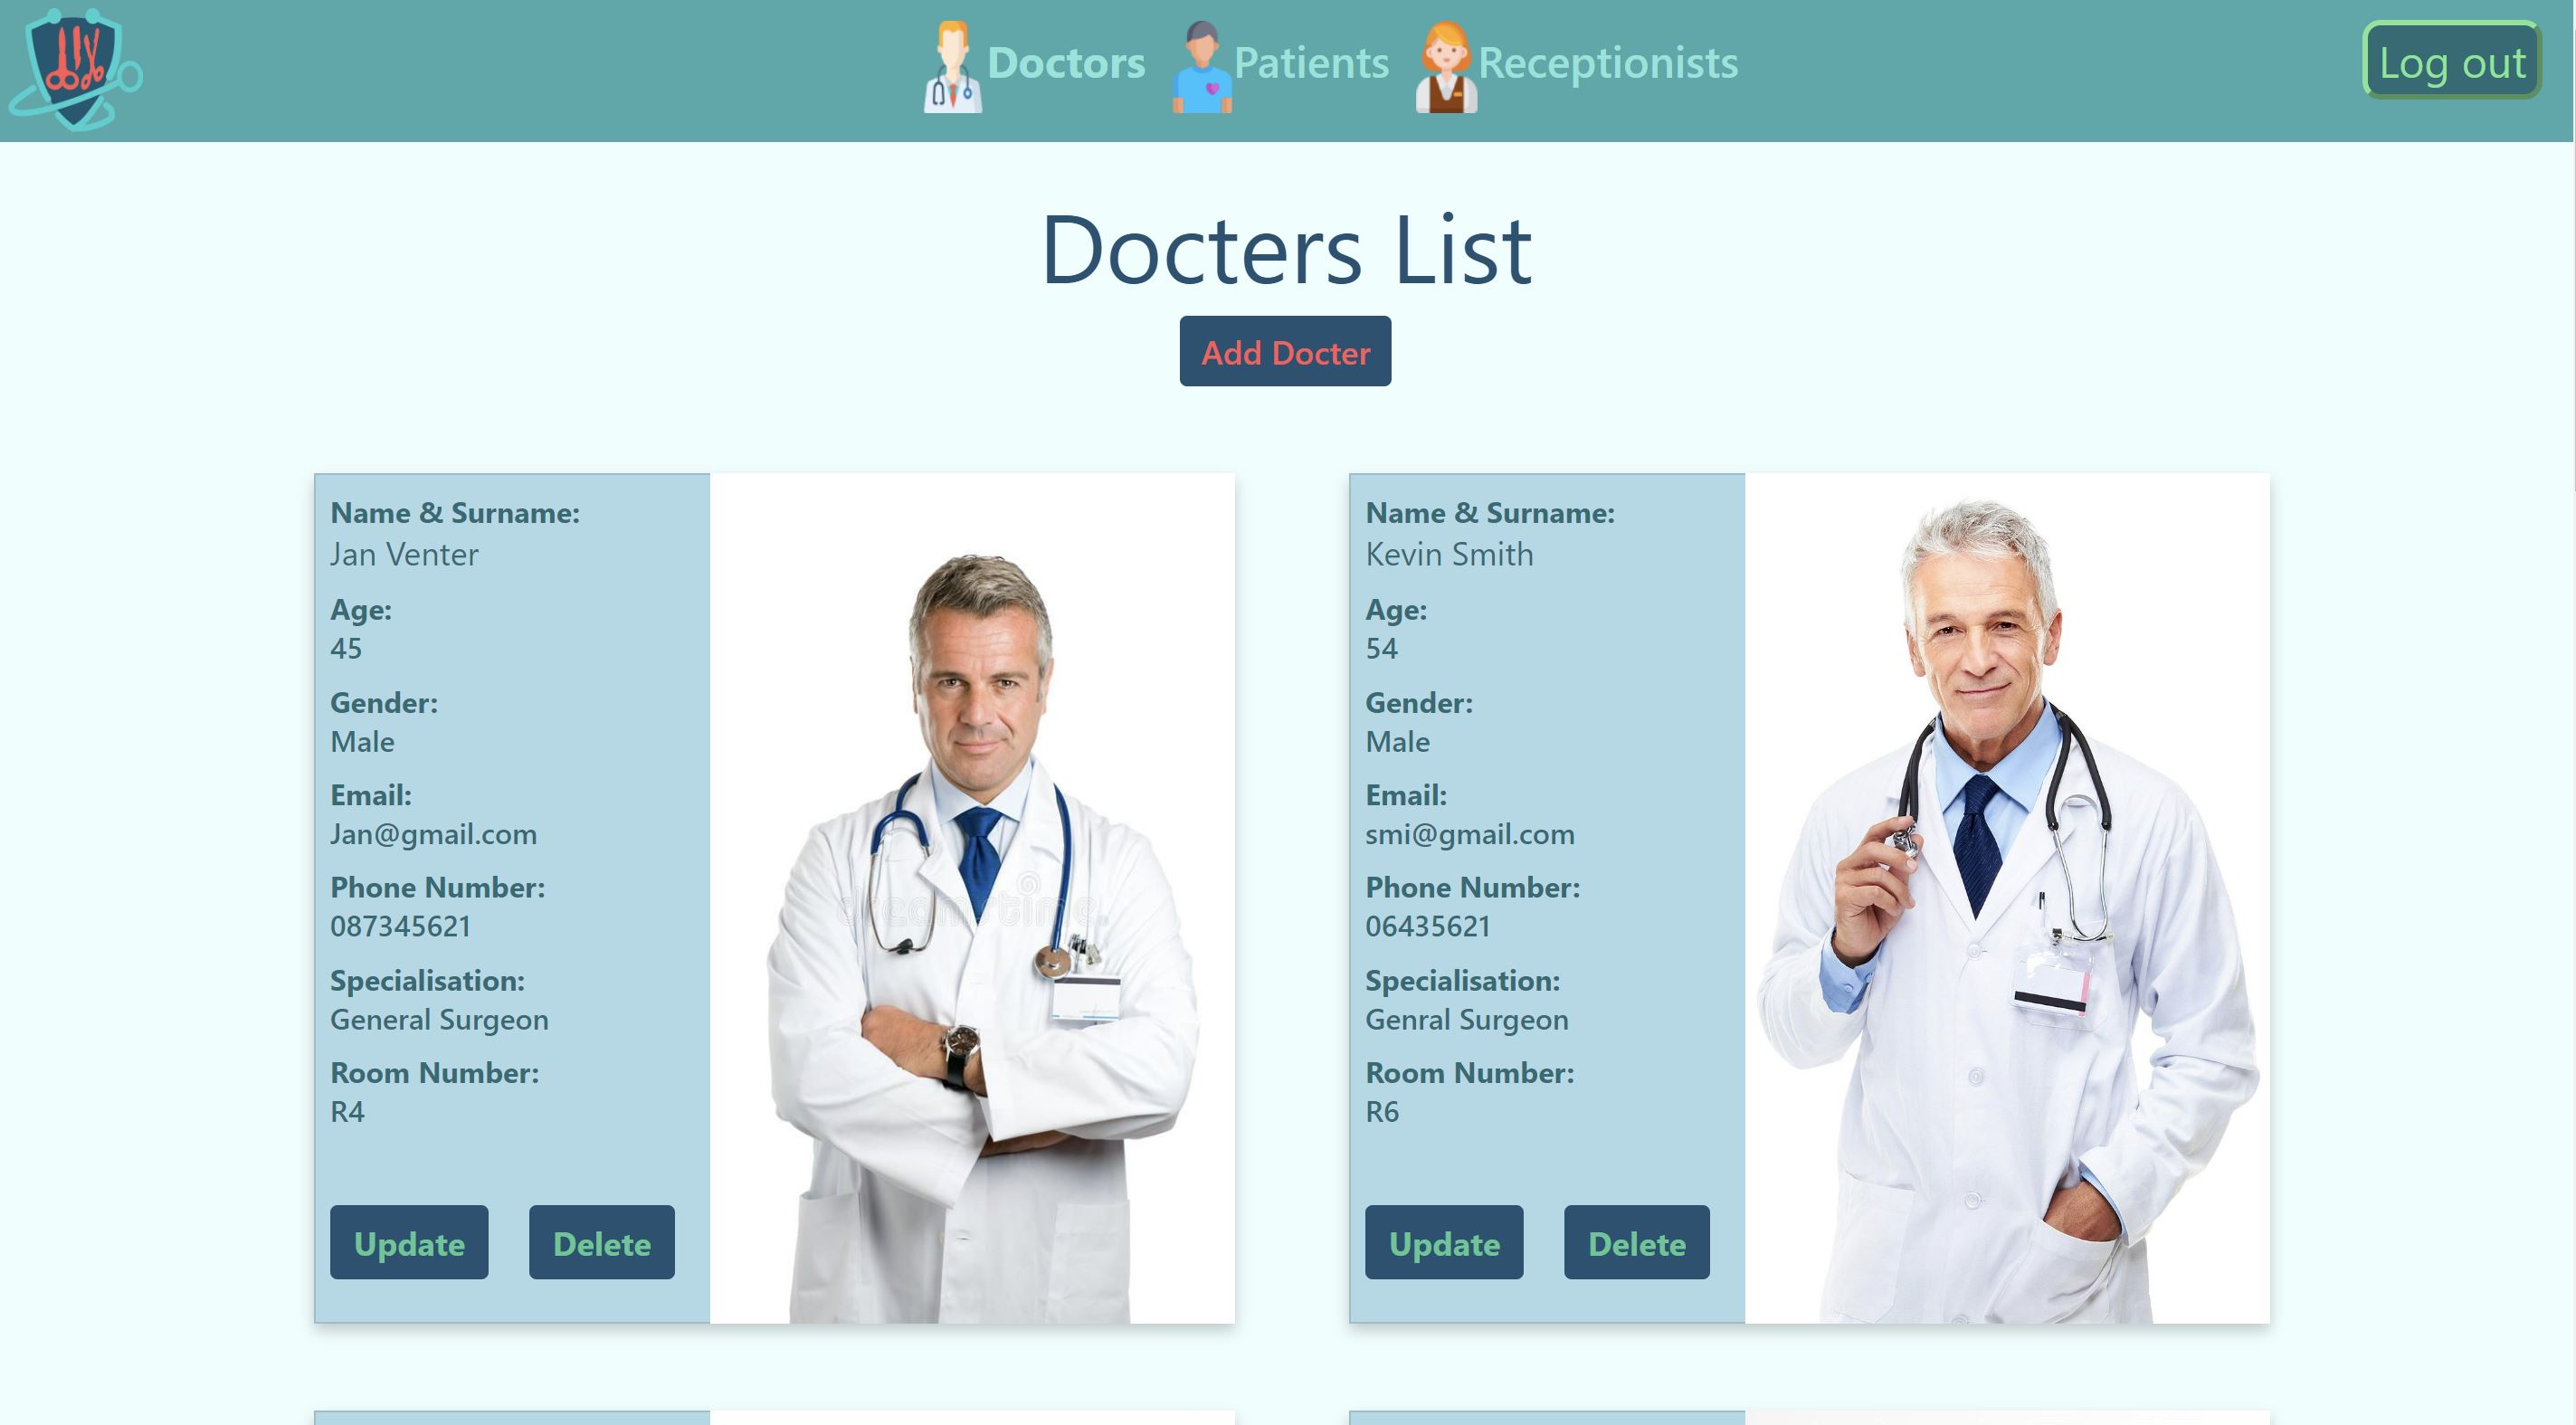 Doctors Patients Receptionists Log out
Docters List
Add Docter
Name & Surname:
Jan Venter
Age:
45
Gender:
Male
Email:
Jan@gmail.com
Phone Number:
087345621
Specialisation:
General Surgeon
Room Number:
R4
Update Delete
dreamstime.
Name & Surname:
Kevin Smith
Age:
54
Gender:
Male
Email:
smi@gmail.com
Phone Number:
06435621
Specialisation:
Genral Surgeon
Room Number:
R6
Update Delete